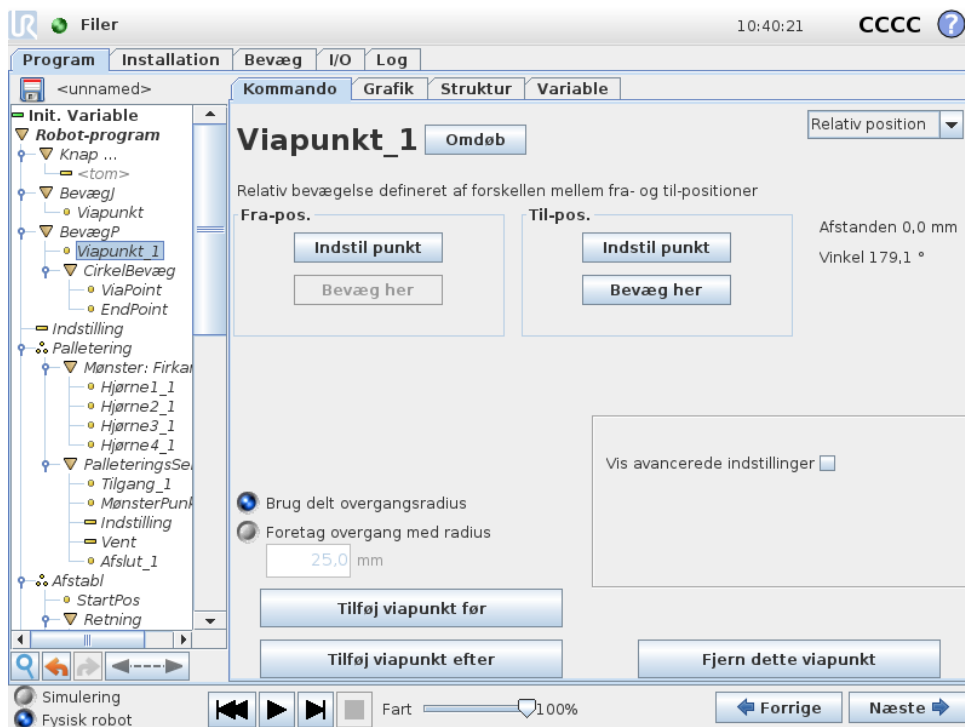 UR Filer 10:40:21 CCCC ?
Program Installation Bevæg I/O Log
<unnamed>
Kommando Grafik Struktur Variable
Init. Variable
Robot-program
Knap ...
<tom>
BevægJ
Viapunkt
BevægP
Viapunkt_1
CirkelBevæg
ViaPoint
EndPoint
Indstilling
Palletering
Mønster: Firkan
Hjørne1_1
Hjørne2_1
Hjørne3_1
Hjørne4_1
PalleteringsSe
Tilgang_1
MønsterPunk
Indstilling
Vent
Afslut_1
Afstabl
StartPos
Retning
Viapunkt_1
Omdøb
Relativ position
Relativ bevægelse defineret af forskellen mellem fra- og til-positioner
Fra-pos.
Indstil punkt
Bevæg her
Til-pos.
Indstil punkt
Bevæg her
Afstanden 0,0 mm
Vinkel 179,1 °
Vis avancerede indstillinger
Brug delt overgangsradius
Foretag overgang med radius
25,0 mm
Tilføj viapunkt før
Tilføj viapunkt efter
Fjern dette viapunkt
Simulering
Fysisk robot
Fart 100%
Forrige
Næste